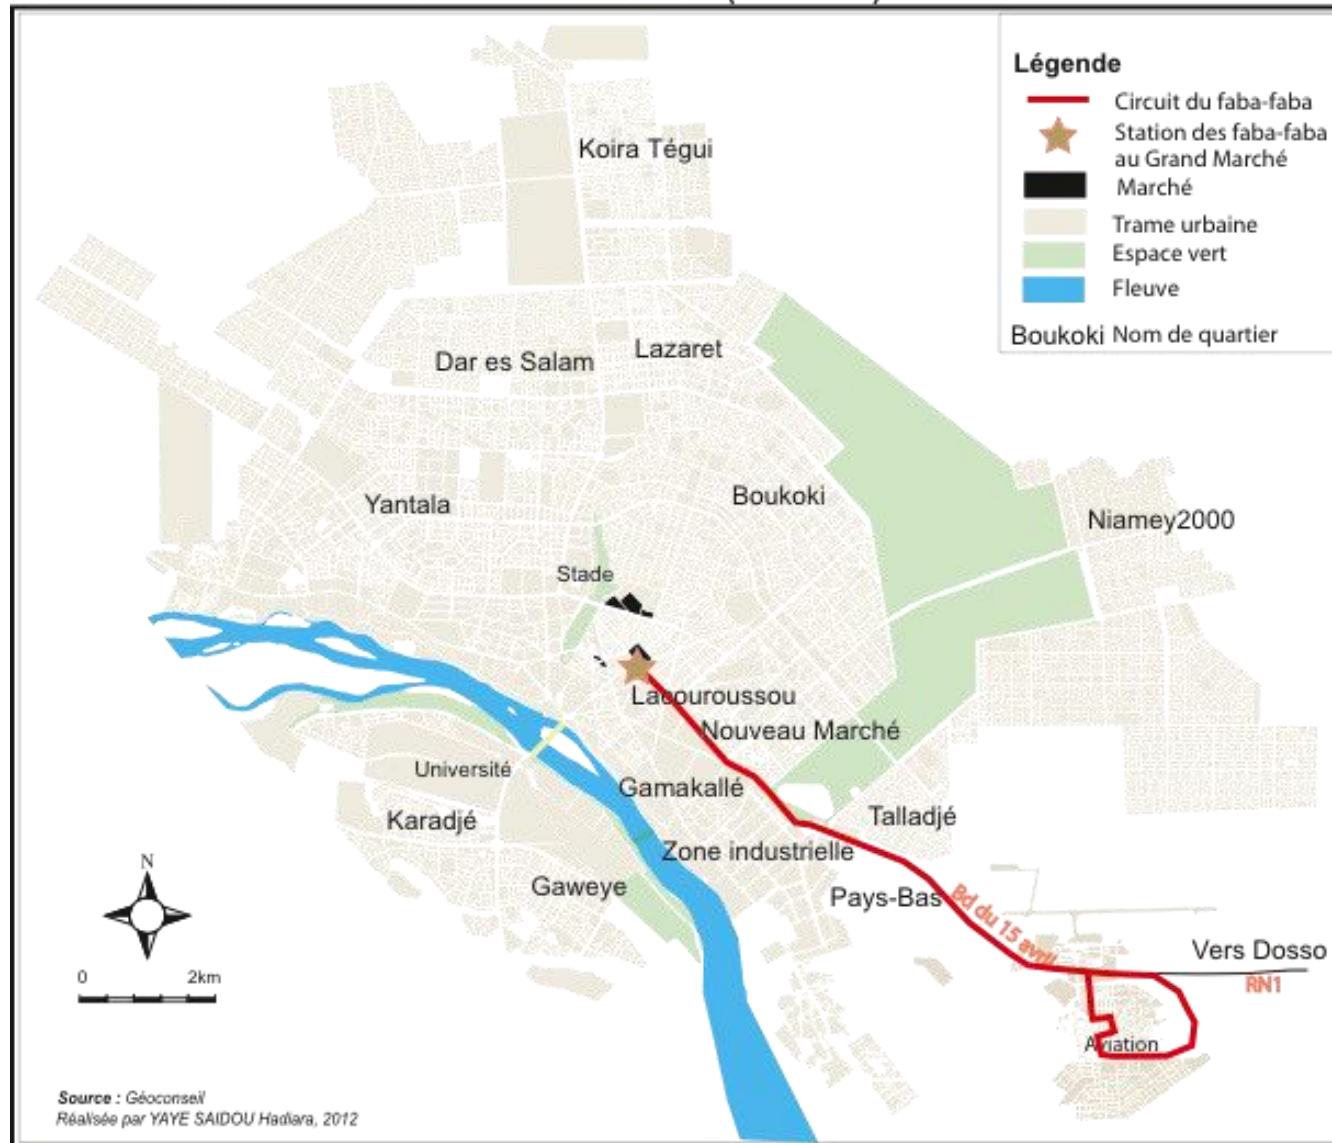 Légende
Circuit du faba-faba
Station des faba-faba
au Grand Marché
Marché
Trame urbaine
Espace vert
Fleuve
Boukoki Nom de quartier
Koira Tégui
Lazaret
Dar es Salam
Boukoki
Yantala
Niamey2000
Stade
Lacouroussou
Nouveau Marché
Université
Gamakallé
Karadjé
Talladjé
Zone industrielle
Gaweye
Pays-Bas
Bd du 15 avril
Vers Dosso
RN1
Aviation
N
0 2km
Source : Géoconseil
Réalisée par YAYE SAIDOU Hadiara, 2012